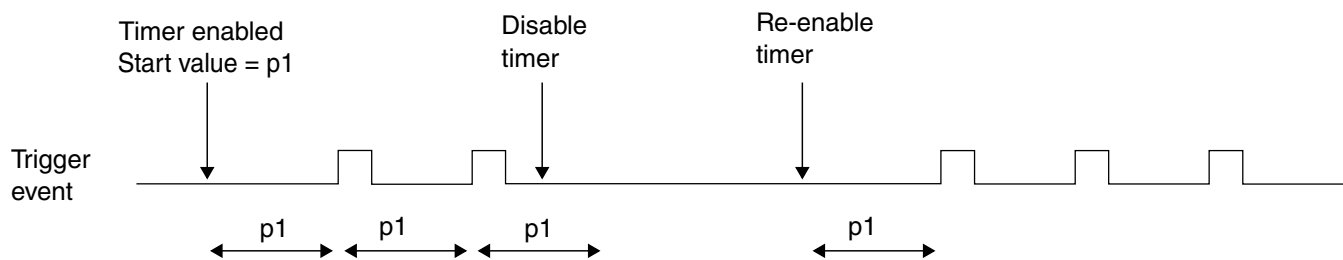 Timer enabled
Start value = p1
Disable
timer
Re-enable
timer
Trigger
event
p1
p1
p1
p1